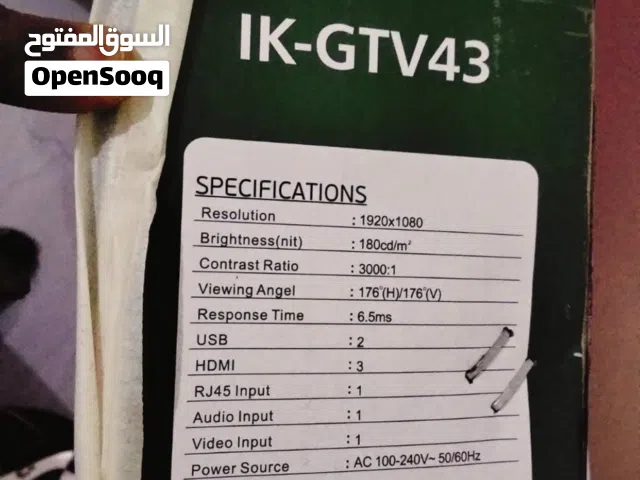 السوق المفتوح
OpenSooq
IK-GTV43
SPECIFICATIONS
Resolution : 1920x1080
Brightness(nit) : 180cd/m²
Contrast Ratio : 3000:1
Viewing Angel : 176°(H)/176°(V)
Response Time : 6.5ms
USB : 2
HDMI : 3
RJ45 Input : 1
Audio Input : 1
Video Input : 1
Power Source : AC 100-240V~ 50/60Hz